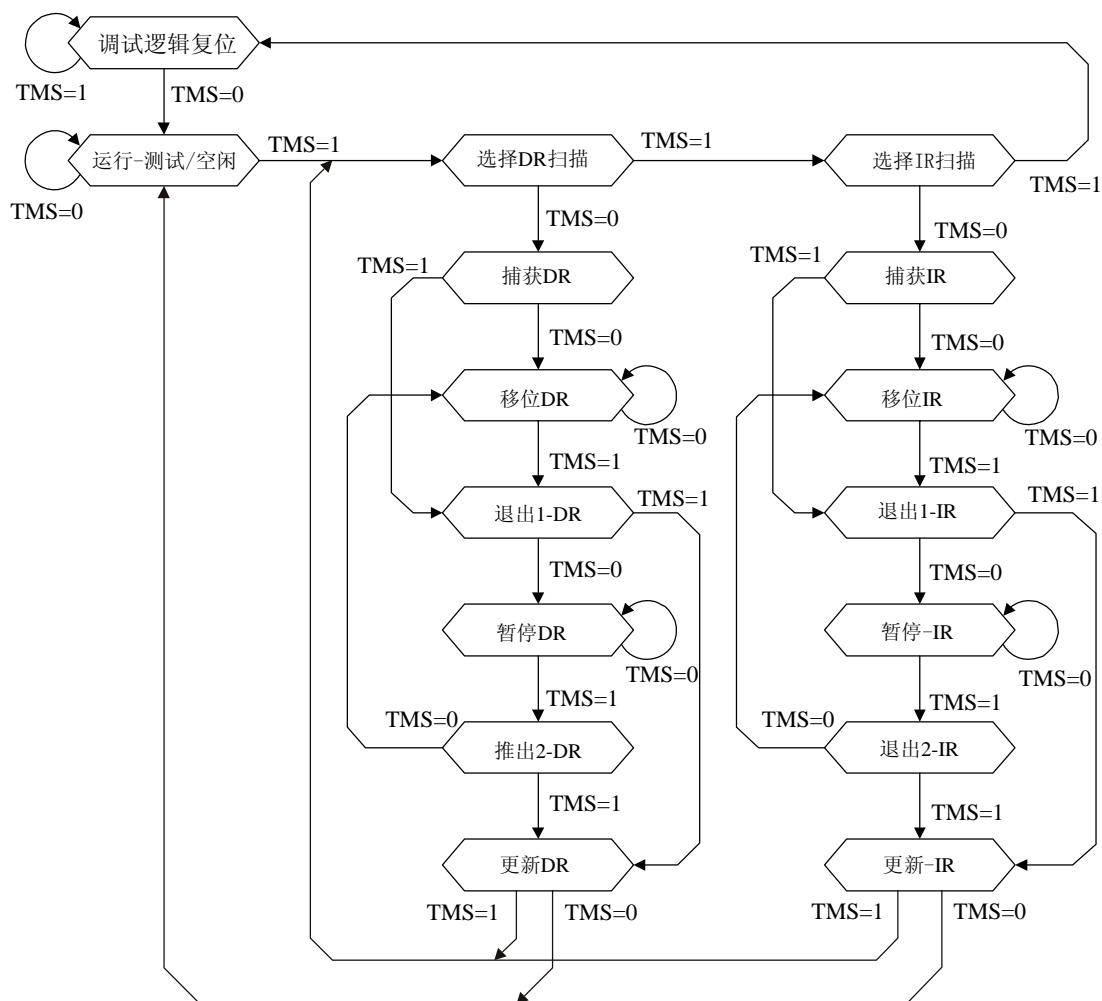 调试逻辑复位
TMS=1
TMS=0
运行-测试/空闲
TMS=1
选择DR扫描
TMS=1
选择IR扫描
TMS=1
TMS=0
TMS=0
TMS=0
TMS=1
捕获DR
TMS=1
捕获IR
TMS=0
TMS=0
移位DR
TMS=0
移位IR
TMS=0
TMS=1
TMS=1
退出1-DR
TMS=1
退出1-IR
TMS=1
TMS=0
TMS=0
暂停DR
TMS=0
暂停-IR
TMS=0
TMS=1
TMS=1
TMS=0
推出2-DR
TMS=0
退出2-IR
TMS=1
TMS=1
更新DR
更新-IR
TMS=1
TMS=0
TMS=1
TMS=0